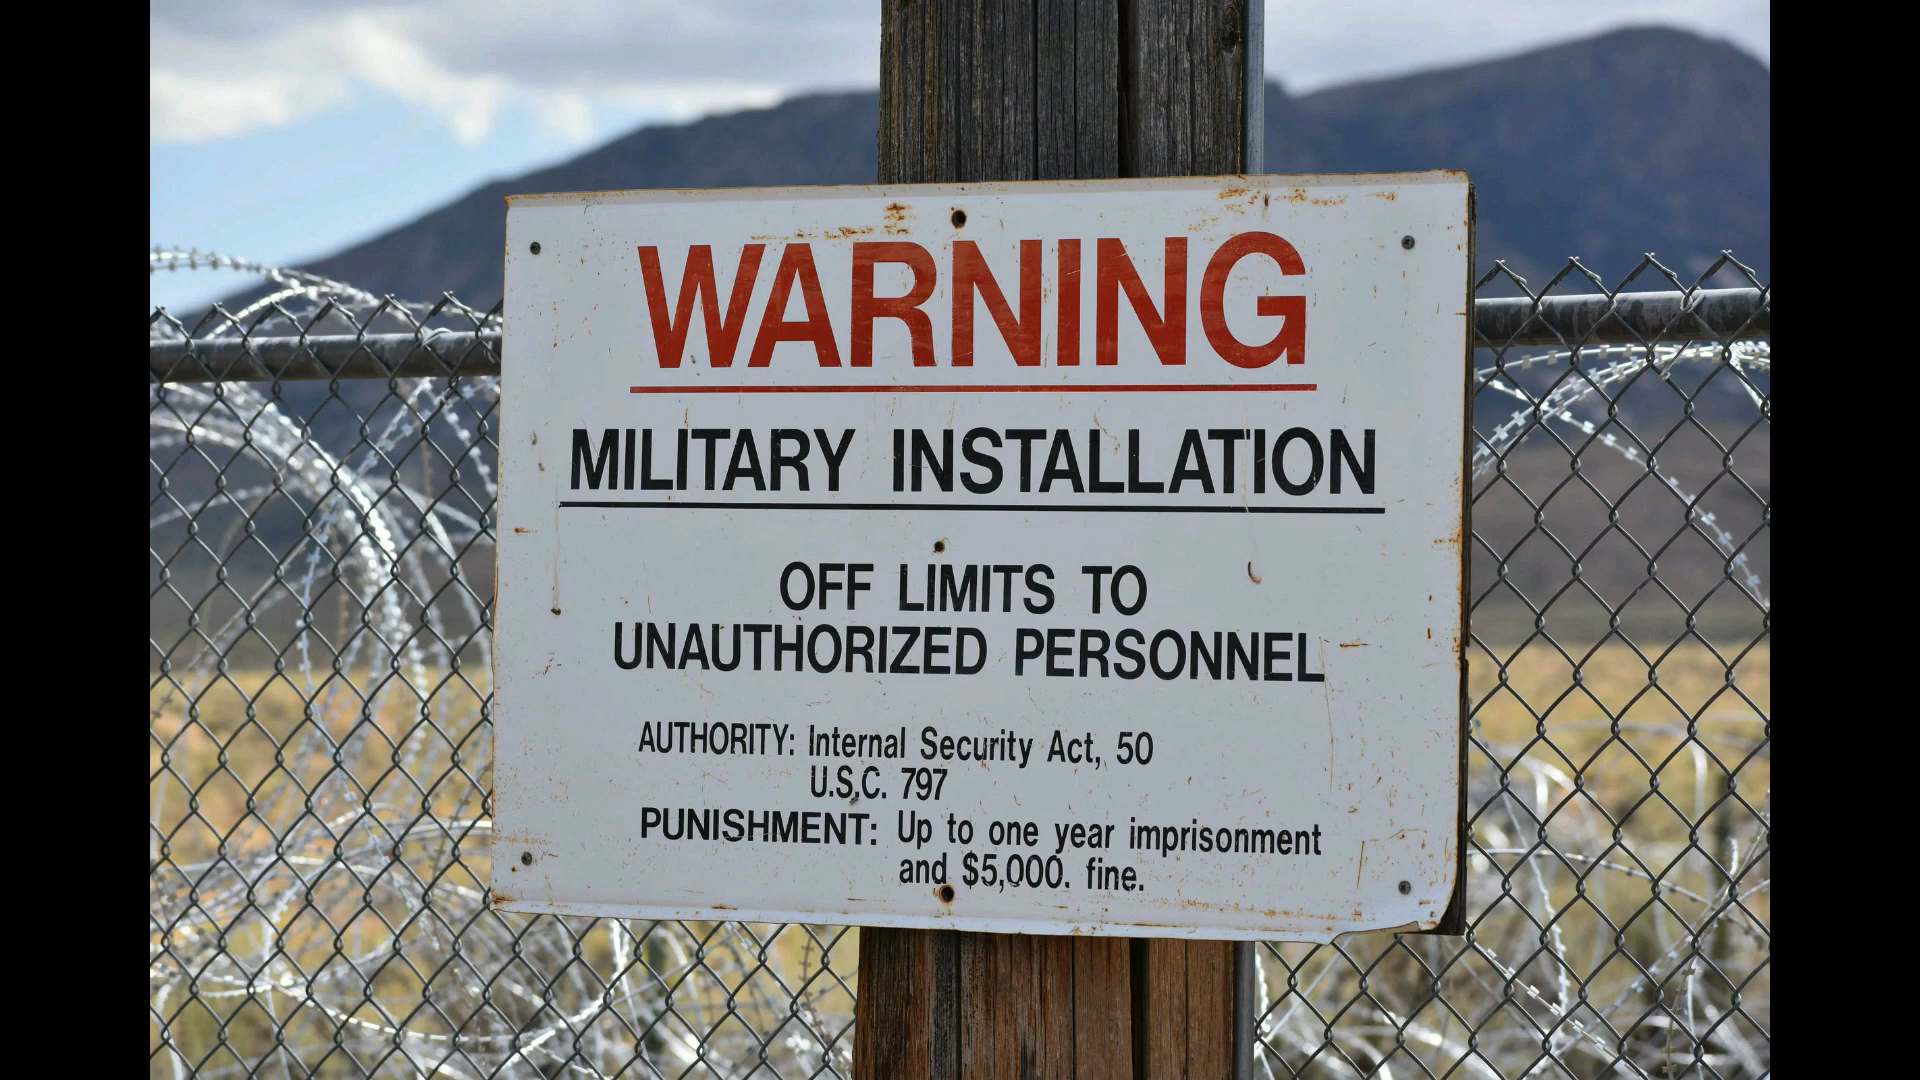 WARNING
MILITARY INSTALLATION
OFF LIMITS TO
UNAUTHORIZED PERSONNEL
AUTHORITY: Internal Security Act, 50
U.S.C. 797
PUNISHMENT: Up to one year imprisonment
and $5,000. fine.